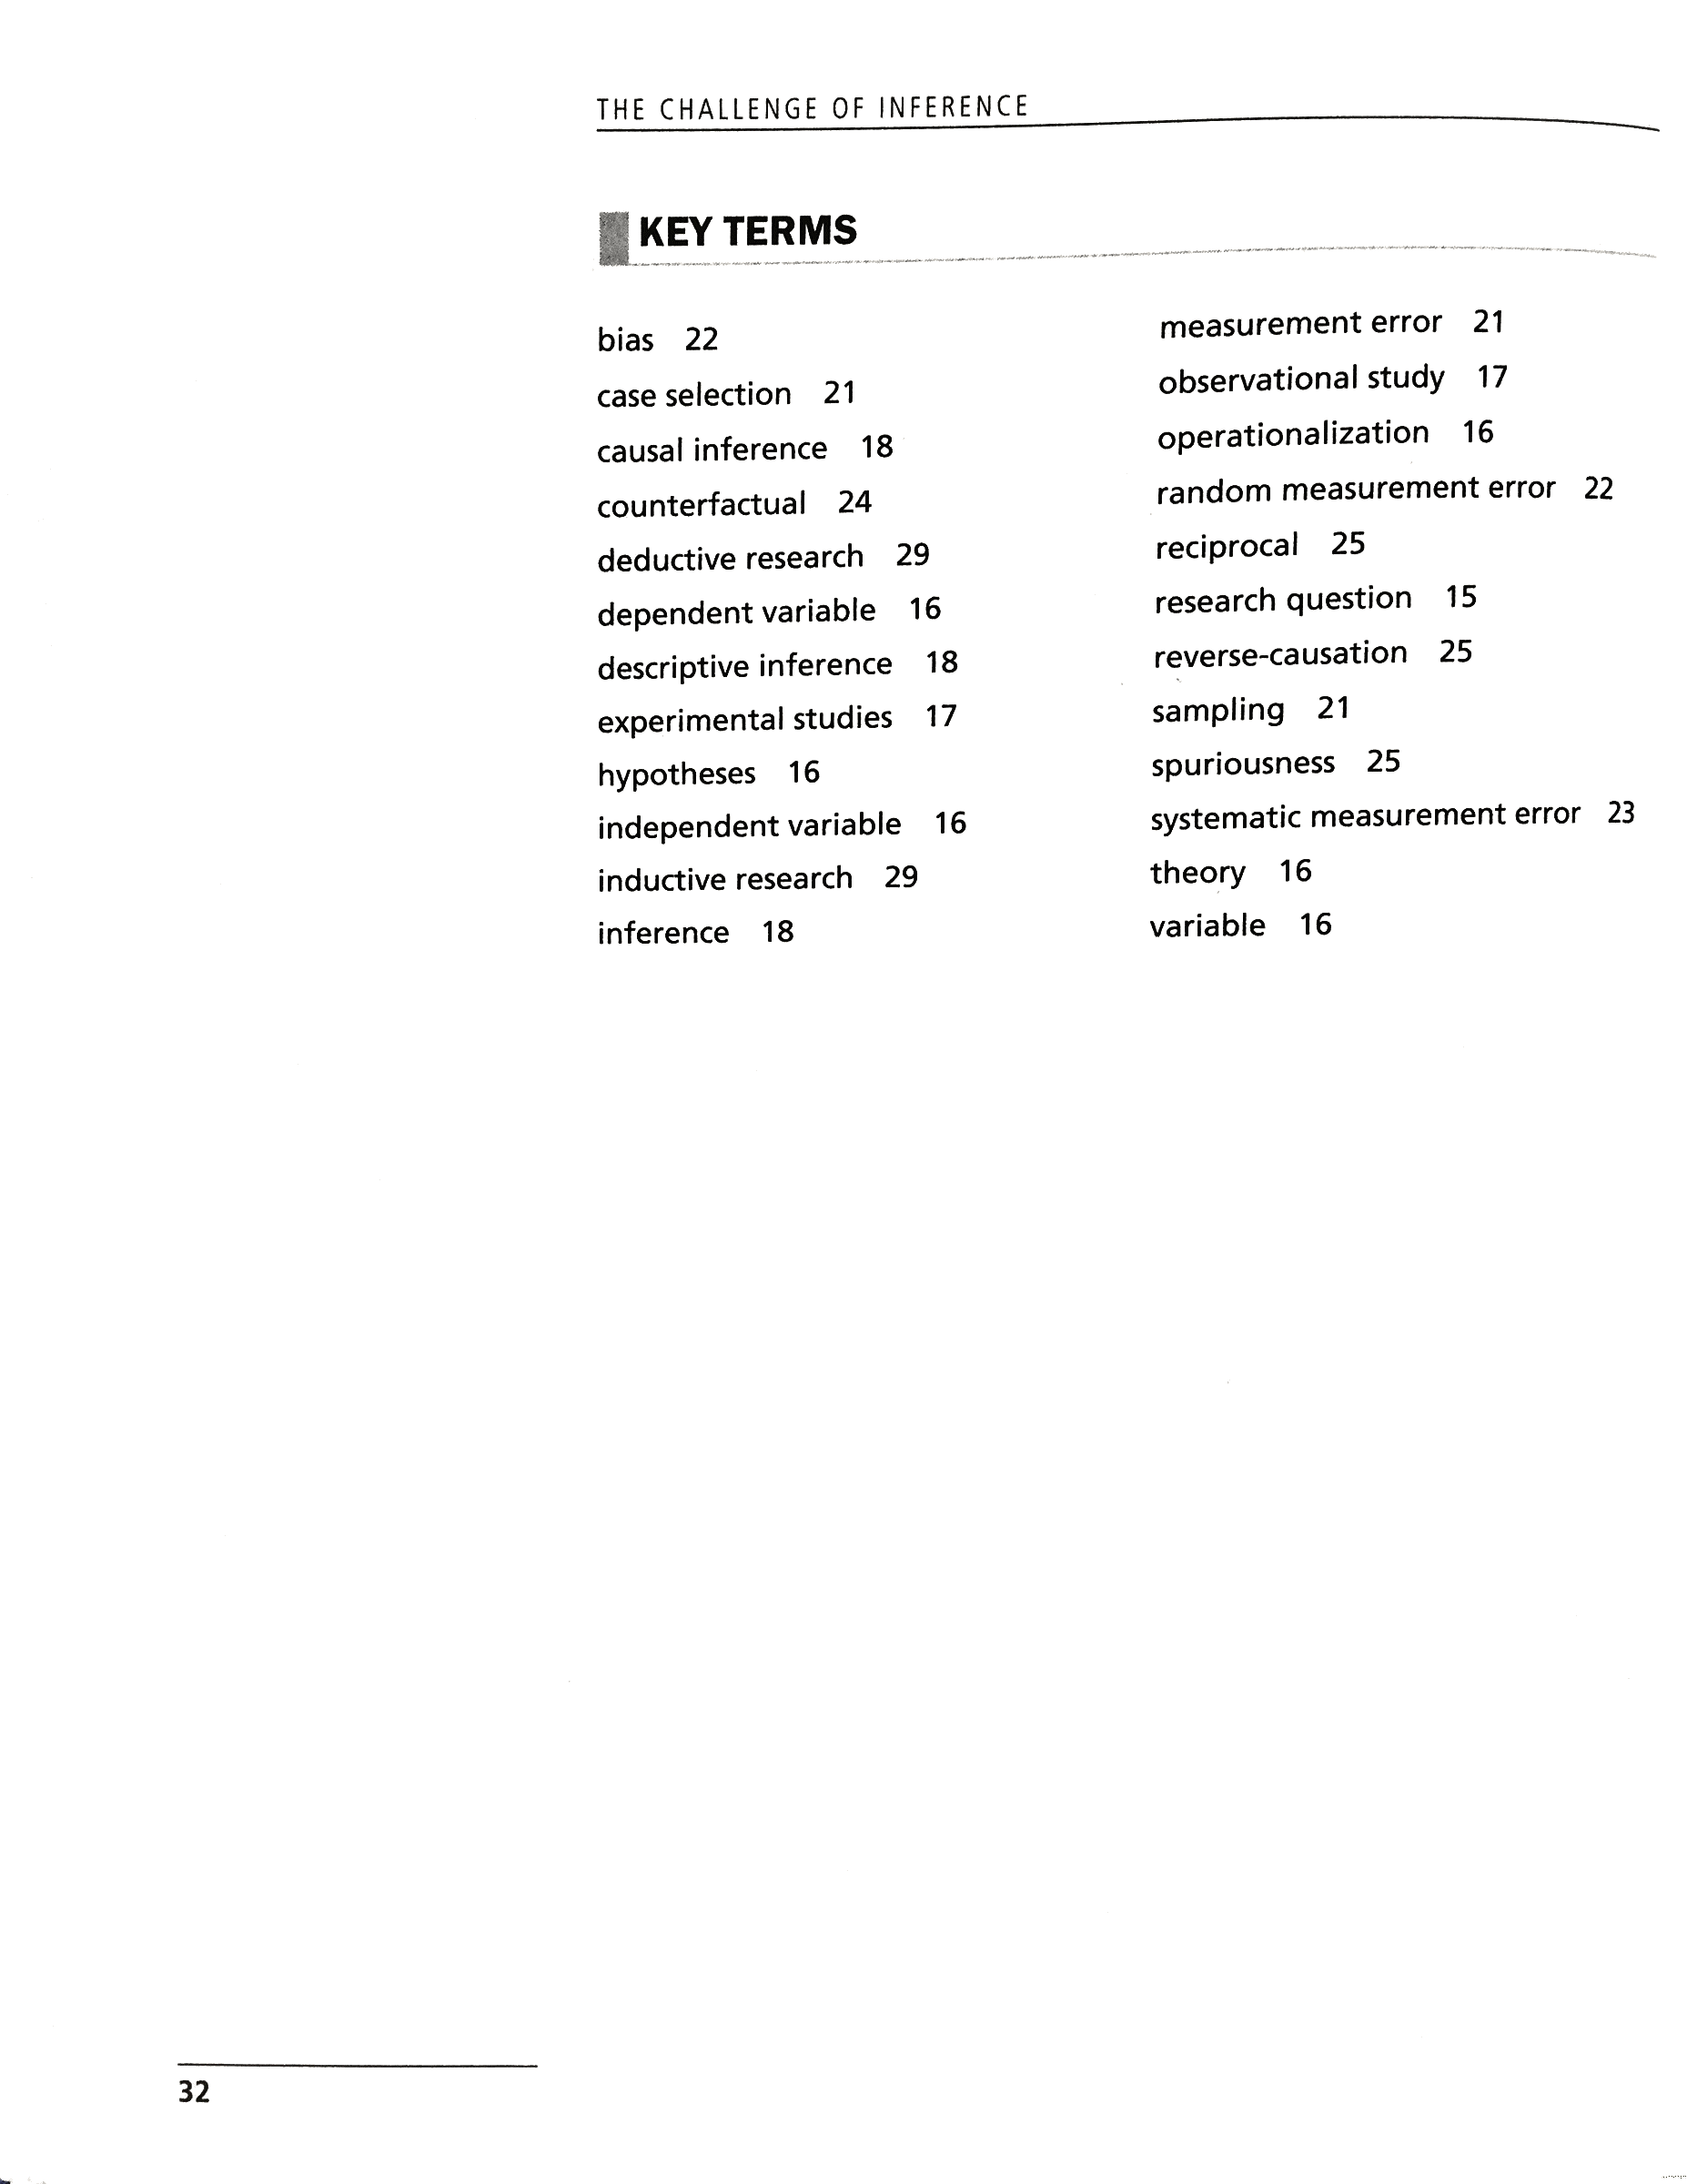 THE CHALLENGE OF INFERENCE
KEY TERMS
bias 22
case selection 21
causal inference 18
counterfactual 24
deductive research 29
dependent variable 16
descriptive inference 18
experimental studies 17
hypotheses 16
independent variable 16
inductive research 29
inference 18
measurement error 21
observational study 17
operationalization 16
random measurement error 22
reciprocal 25
research question 15
reverse-causation 25
sampling 21
spuriousness 25
systematic measurement error 23
theory 16
variable 16
32